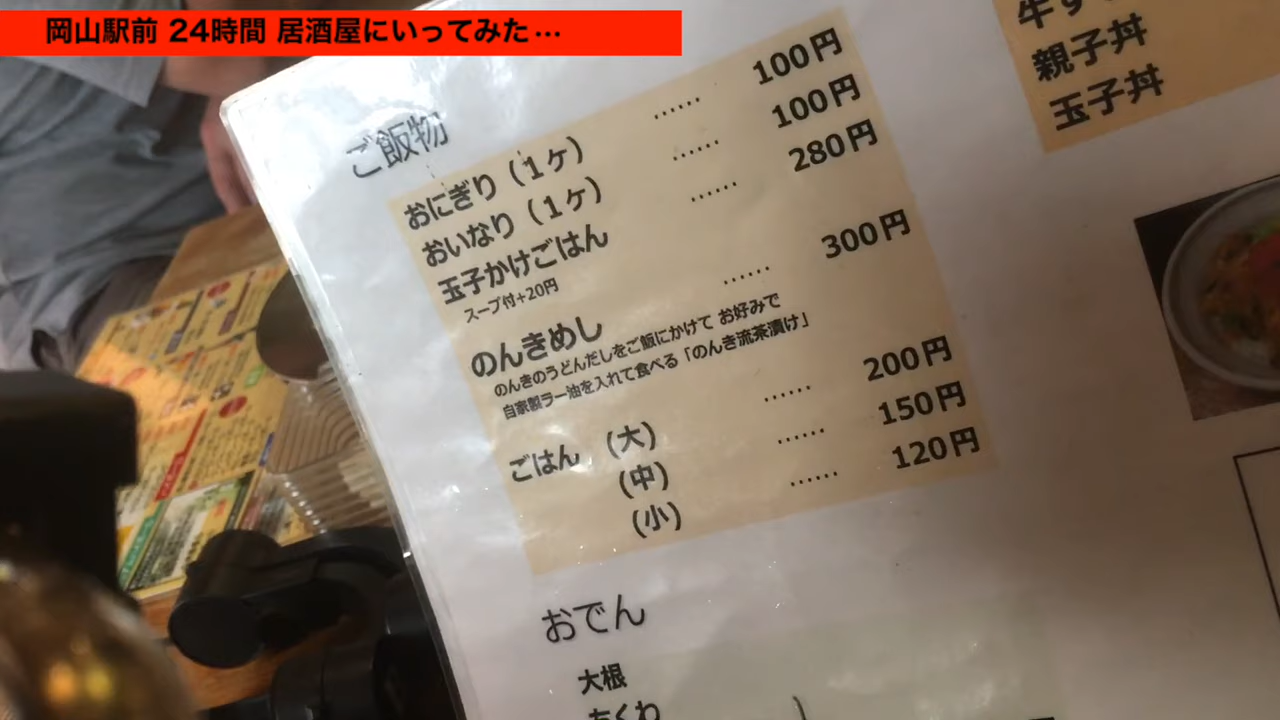 岡山駅前 24時間 居酒屋にいってみた…
ご飯物
おにぎり（1ヶ） …… 100円
おいなり（1ヶ） …… 100円
玉子かけごはん …… 280円
スープ付+20円
のんきめし …… 300円
のんきのうどんだしをご飯にかけて お好みで
自家製ラー油を入れて食べる「のんき流茶漬け」
ごはん （大） …… 200円
（中） …… 150円
（小） …… 120円
おでん
大根
ちくわ
牛す
親子丼
玉子丼